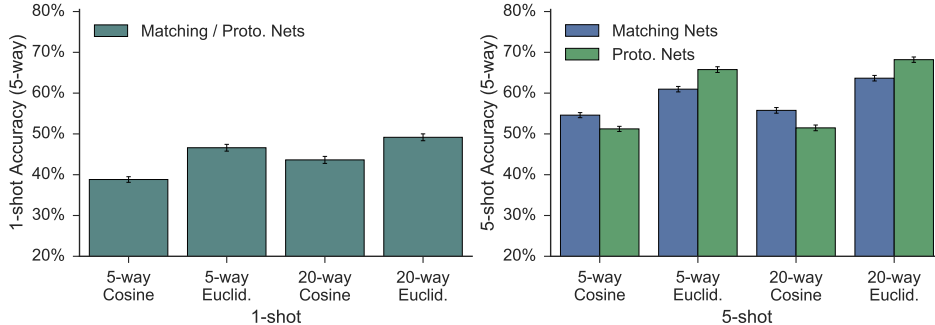 80%
70%
60%
50%
40%
30%
20%
1-shot Accuracy (5-way)
Matching / Proto. Nets
5-way Cosine
5-way Euclid.
20-way Cosine
20-way Euclid.
1-shot
80%
70%
60%
50%
40%
30%
20%
5-shot Accuracy (5-way)
Matching Nets
Proto. Nets
5-way Cosine
5-way Euclid.
20-way Cosine
20-way Euclid.
5-shot